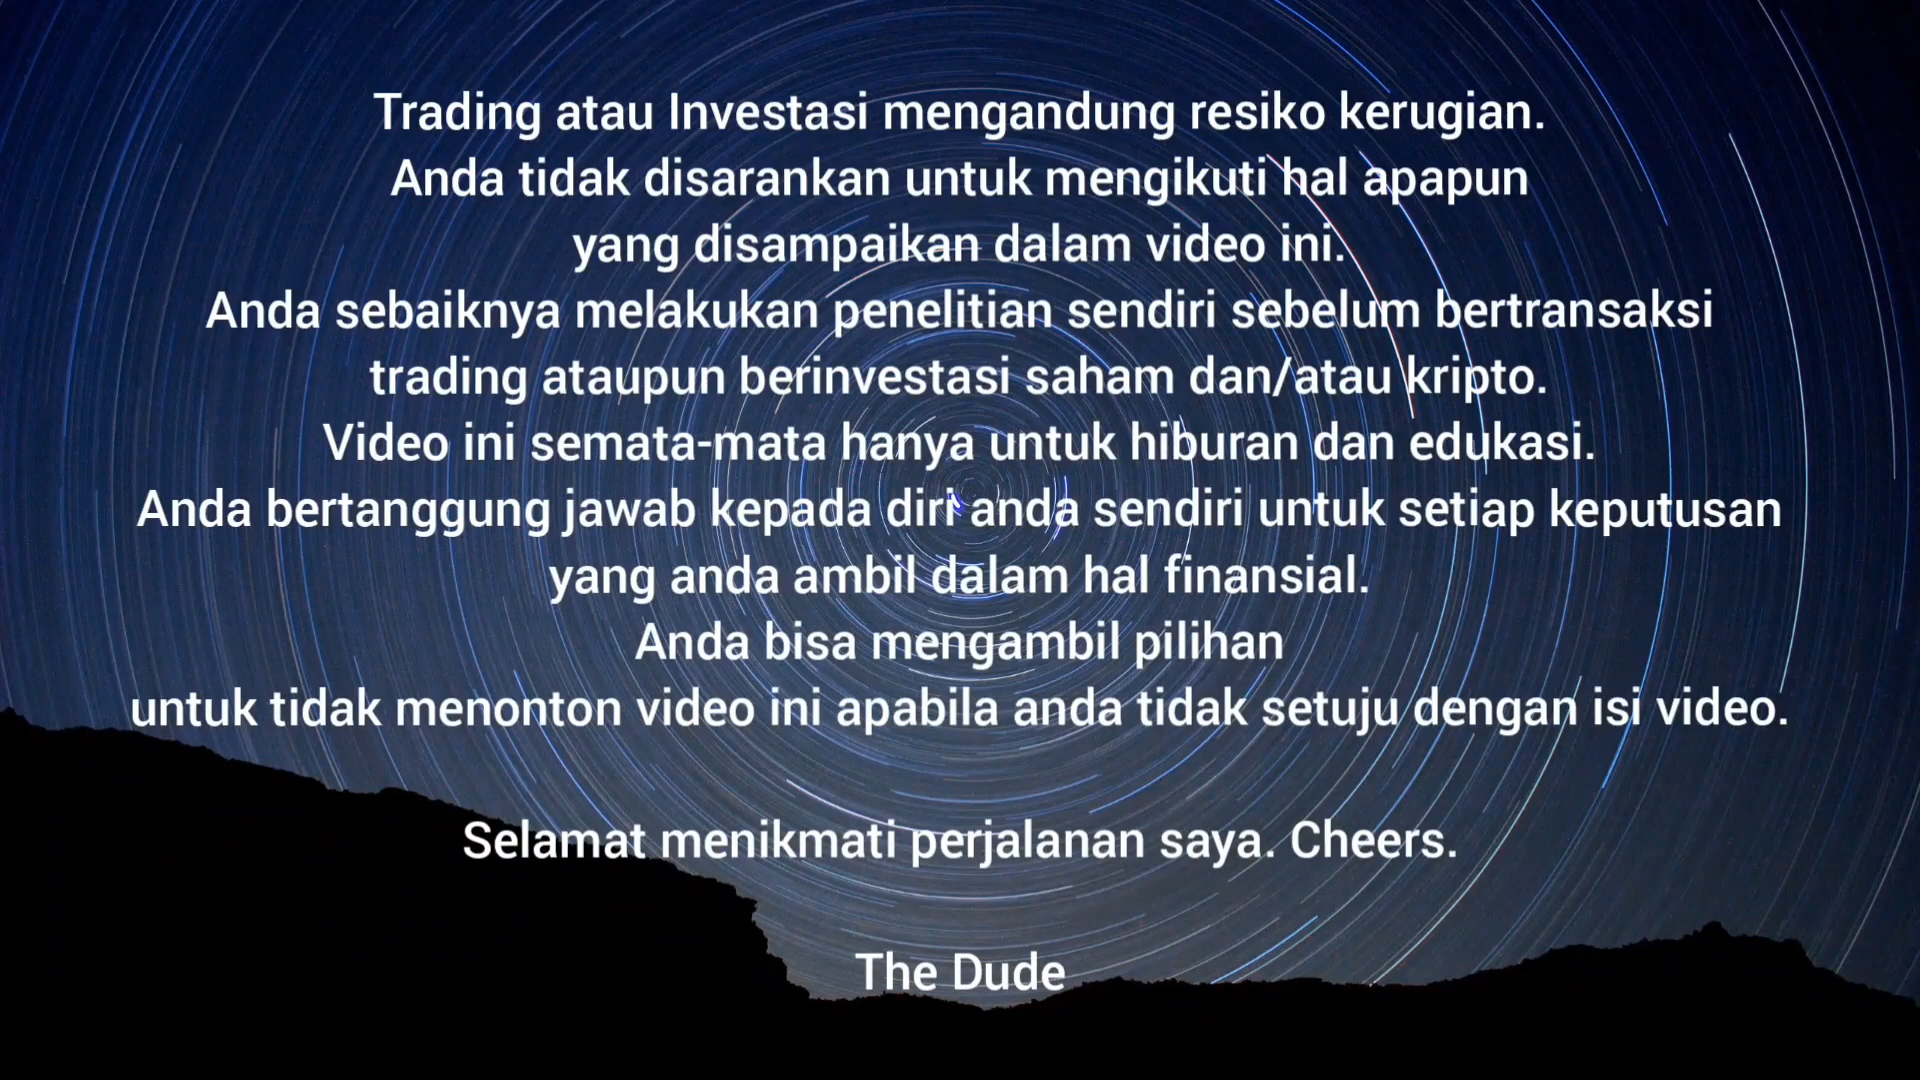 Trading atau Investasi mengandung resiko kerugian.
Anda tidak disarankan untuk mengikuti hal apapun
yang disampaikan dalam video ini.
Anda sebaiknya melakukan penelitian sendiri sebelum bertransaksi
trading ataupun berinvestasi saham dan/atau kripto.
Video ini semata-mata hanya untuk hiburan dan edukasi.
Anda bertanggung jawab kepada diri anda sendiri untuk setiap keputusan
yang anda ambil dalam hal finansial.
Anda bisa mengambil pilihan
untuk tidak menonton video ini apabila anda tidak setuju dengan isi video.
Selamat menikmati perjalanan saya. Cheers.
The Dude